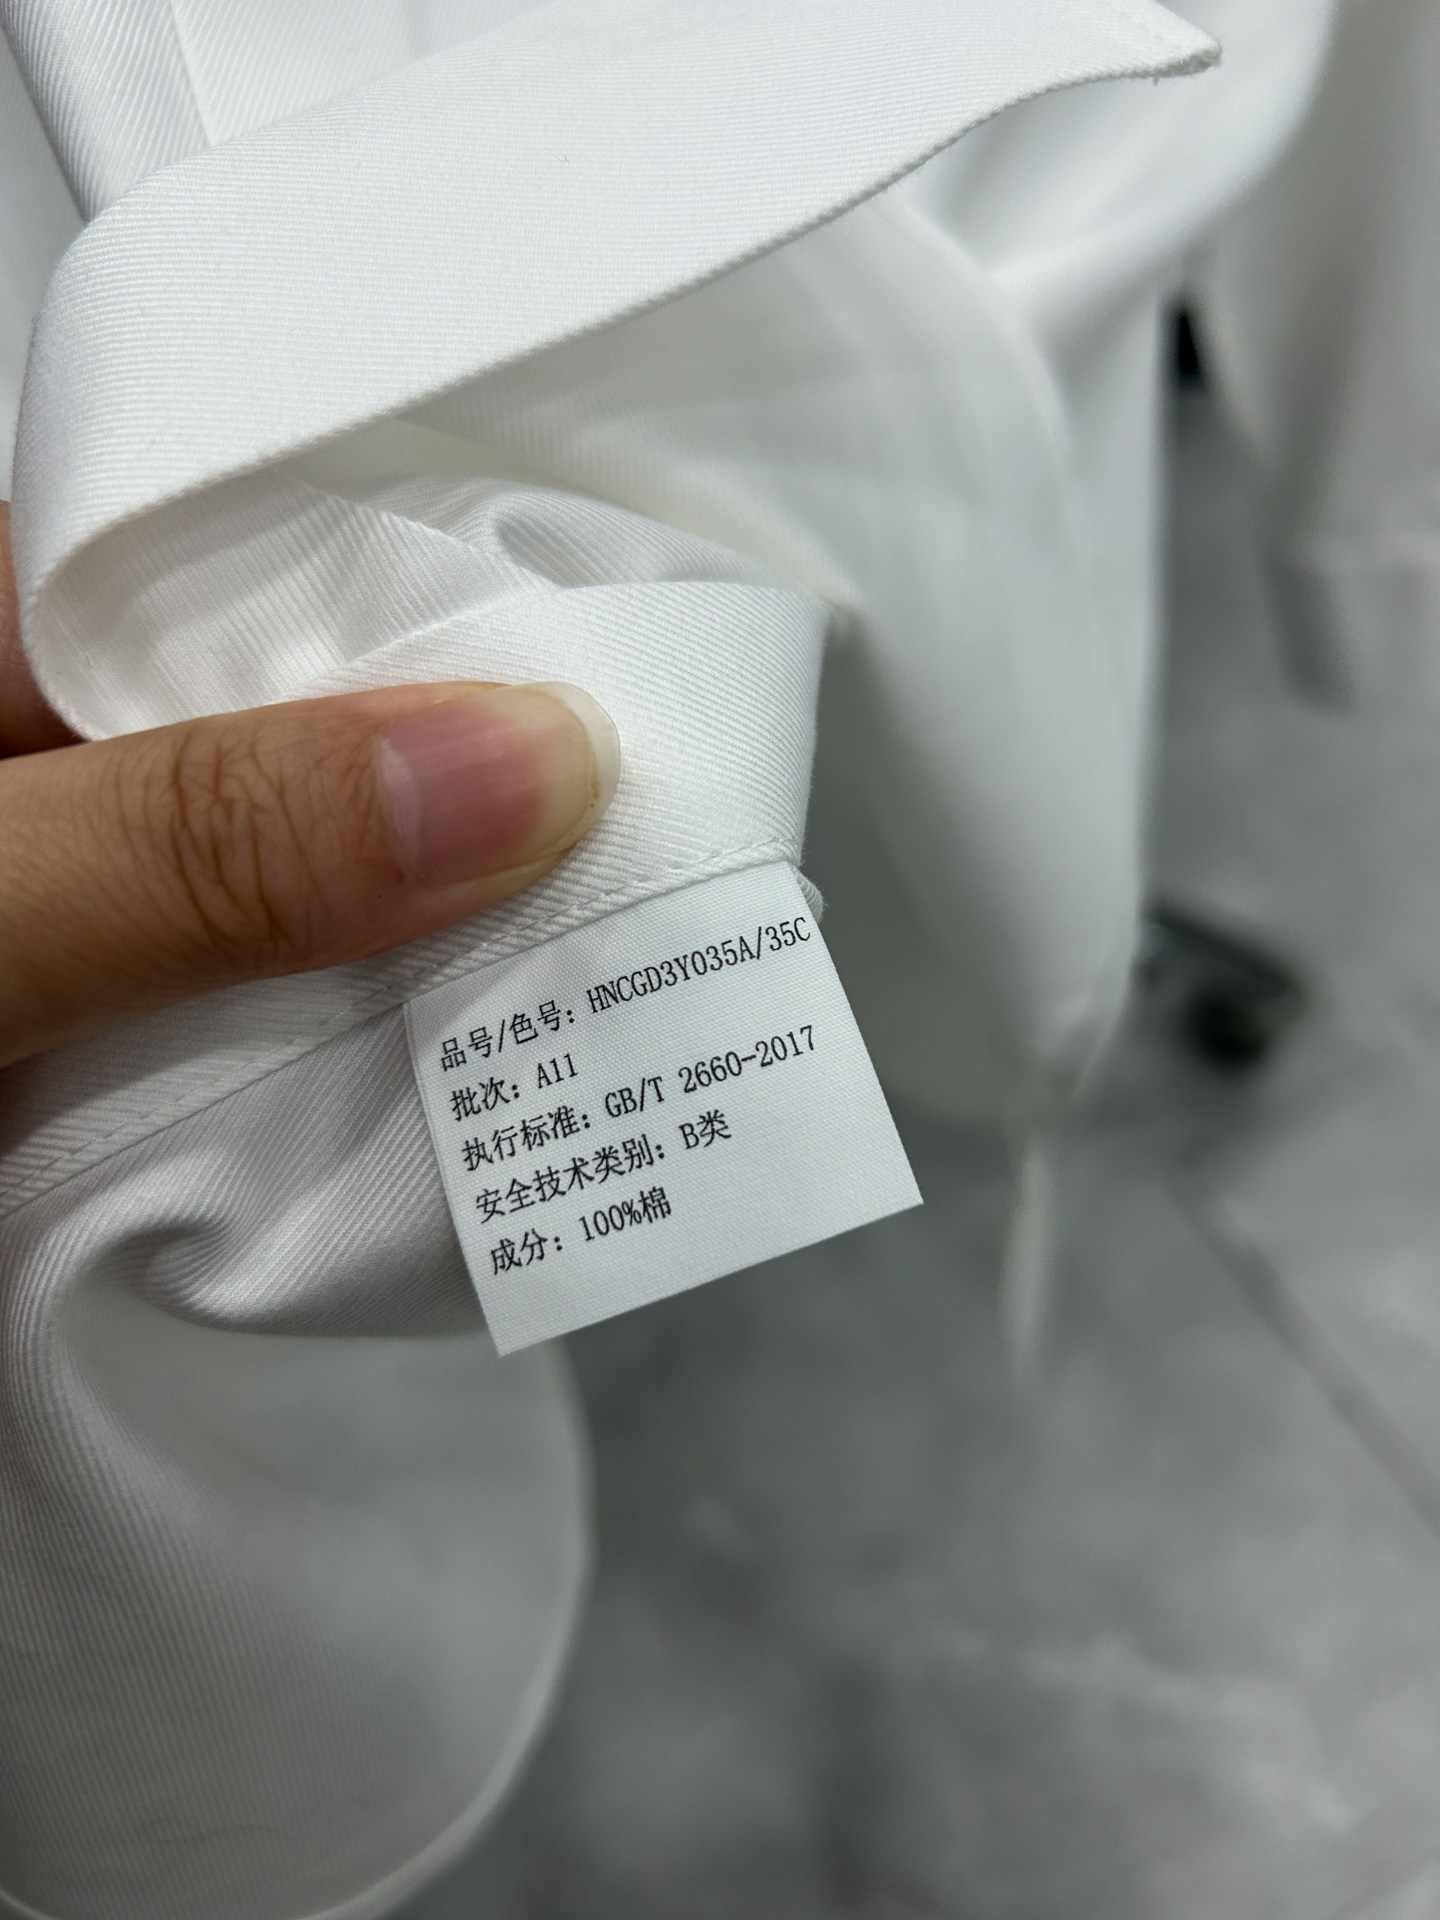 品号/色号: HNCGD3Y035A/35C
批次: A11
执行标准: GB/T 2660-2017
安全技术类别: B类
成分: 100%棉